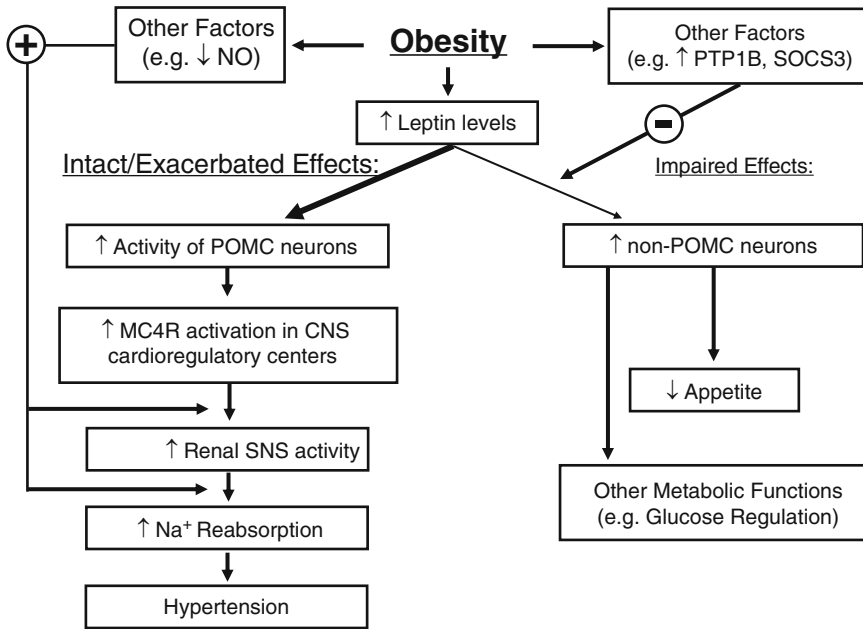 +
Other Factors
(e.g. ↓ NO)
Obesity
Other Factors
(e.g. ↑ PTP1B, SOCS3)
↑ Leptin levels
−
Intact/Exacerbated Effects:
Impaired Effects:
↑ Activity of POMC neurons
↑ non-POMC neurons
↑ MC4R activation in CNS
cardioregulatory centers
↓ Appetite
↑ Renal SNS activity
Other Metabolic Functions
(e.g. Glucose Regulation)
↑ Na⁺ Reabsorption
Hypertension